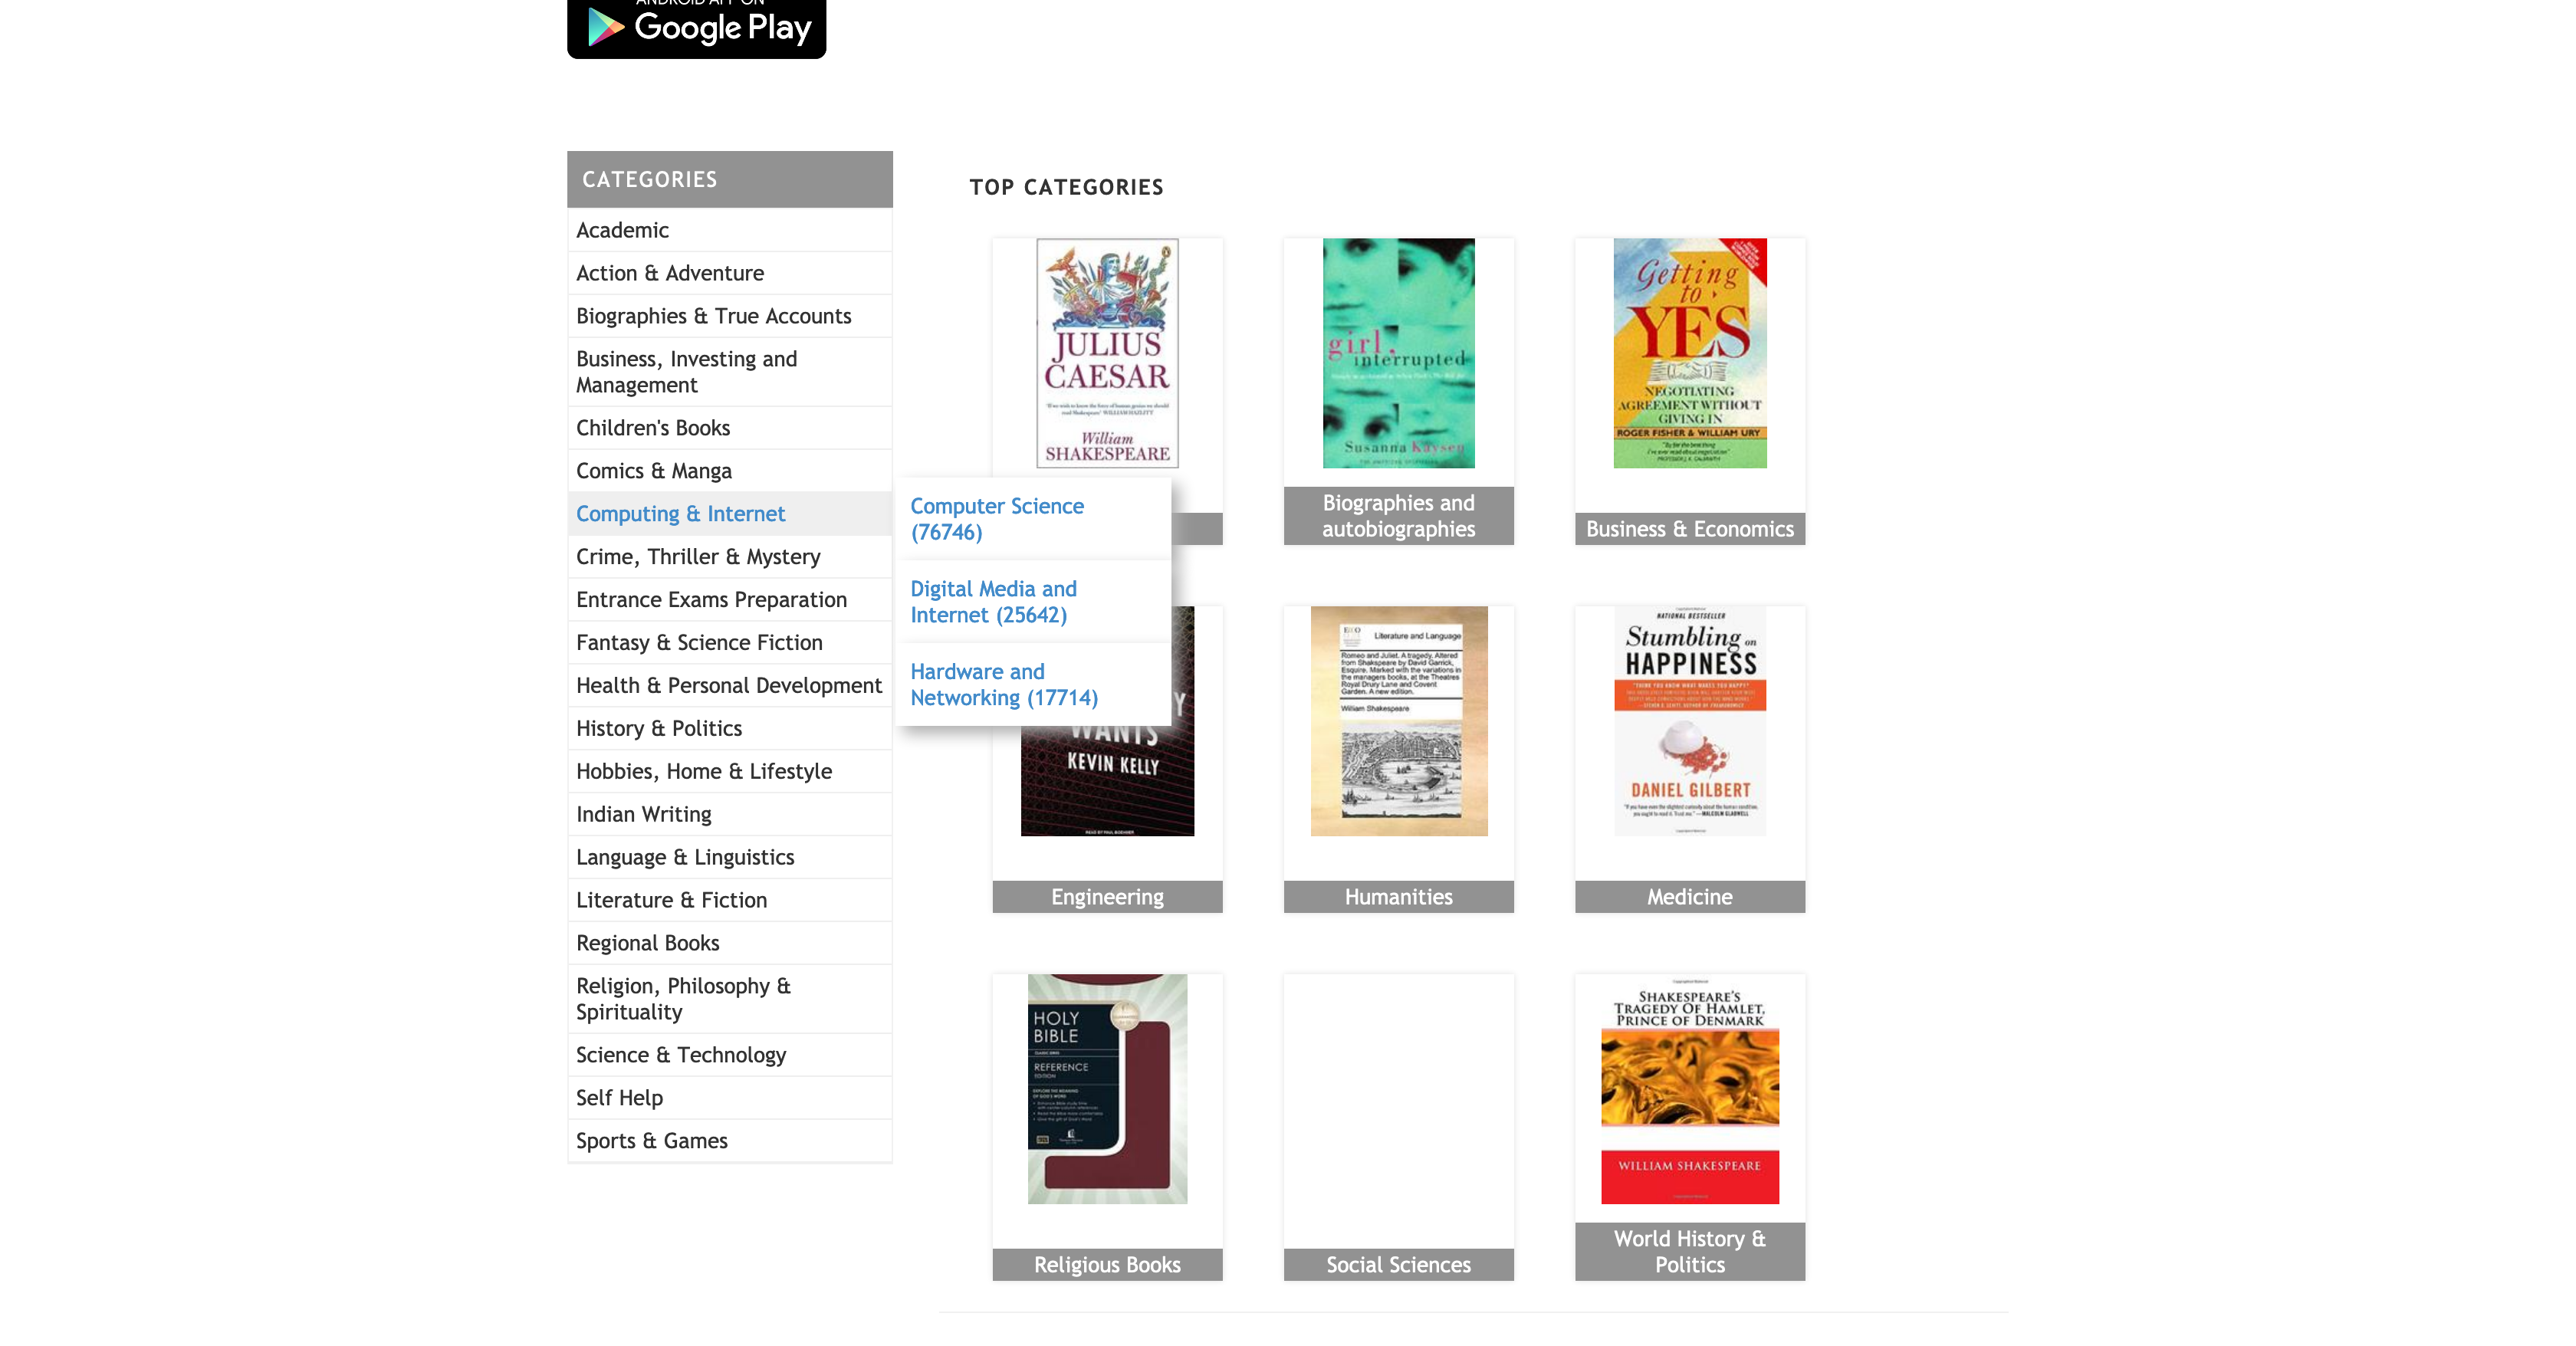 ANDROID APP ON
Google Play
CATEGORIES
Academic
Action & Adventure
Biographies & True Accounts
Business, Investing and
Management
Children's Books
Comics & Manga
Computing & Internet
Crime, Thriller & Mystery
Entrance Exams Preparation
Fantasy & Science Fiction
Health & Personal Development
History & Politics
Hobbies, Home & Lifestyle
Indian Writing
Language & Linguistics
Literature & Fiction
Regional Books
Religion, Philosophy &
Spirituality
Science & Technology
Self Help
Sports & Games
Computer Science
(76746)
Digital Media and
Internet (25642)
Hardware and
Networking (17714)
TOP CATEGORIES
JULIUS
CAESAR
William
SHAKESPEARE
girl,
interrupted
Susanna Kaysen
Biographies and
autobiographies
Getting
to
YES
NEGOTIATING
AGREEMENT WITHOUT
GIVING IN
ROGER FISHER & WILLIAM URY
Business & Economics
WANTS
KEVIN KELLY
Engineering
Literature and Language
Romeo and Juliet. A tragedy. Altered
from Shakspeare by David Garrick,
Esquire. Marked with the variations in
the managers books, at the Theatres
Royal Drury Lane and Covent
Garden. A new edition.
William Shakespeare
Humanities
NATIONAL BESTSELLER
Stumbling on
HAPPINESS
DANIEL GILBERT
Medicine
HOLY
BIBLE
REFERENCE
EDITION
Religious Books
Social Sciences
SHAKESPEARE'S
TRAGEDY OF HAMLET,
PRINCE OF DENMARK
WILLIAM SHAKESPEARE
World History &
Politics